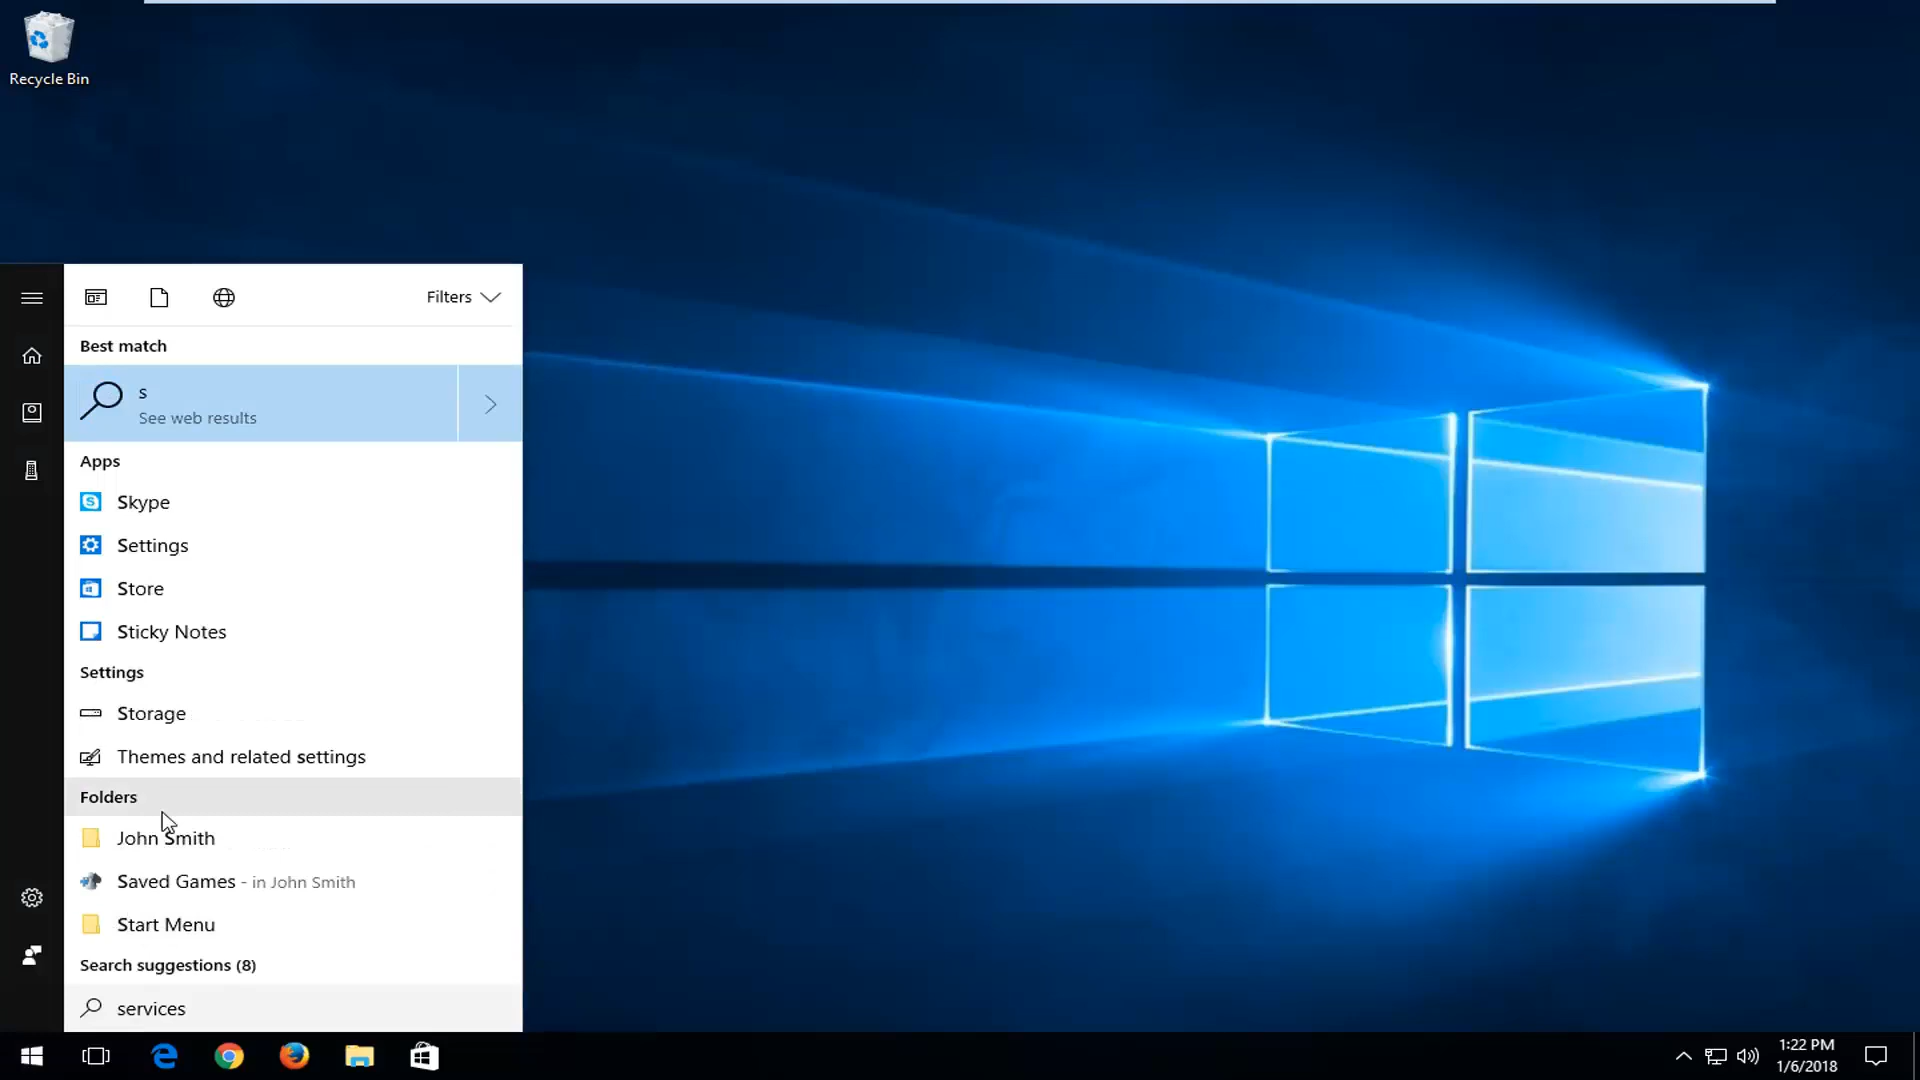 Recycle Bin
Filters
Best match
s
See web results
Apps
Skype
Settings
Store
Sticky Notes
Settings
Storage
Themes and related settings
Folders
John Smith
Saved Games - in John Smith
Start Menu
Search suggestions (8)
services
1:22 PM
1/6/2018